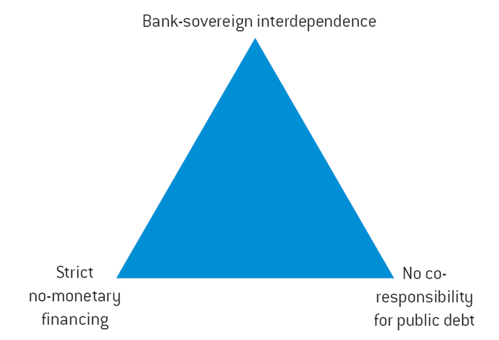 Bank-sovereign interdependence
Strict
no-monetary
financing
No co-
responsibility
for public debt